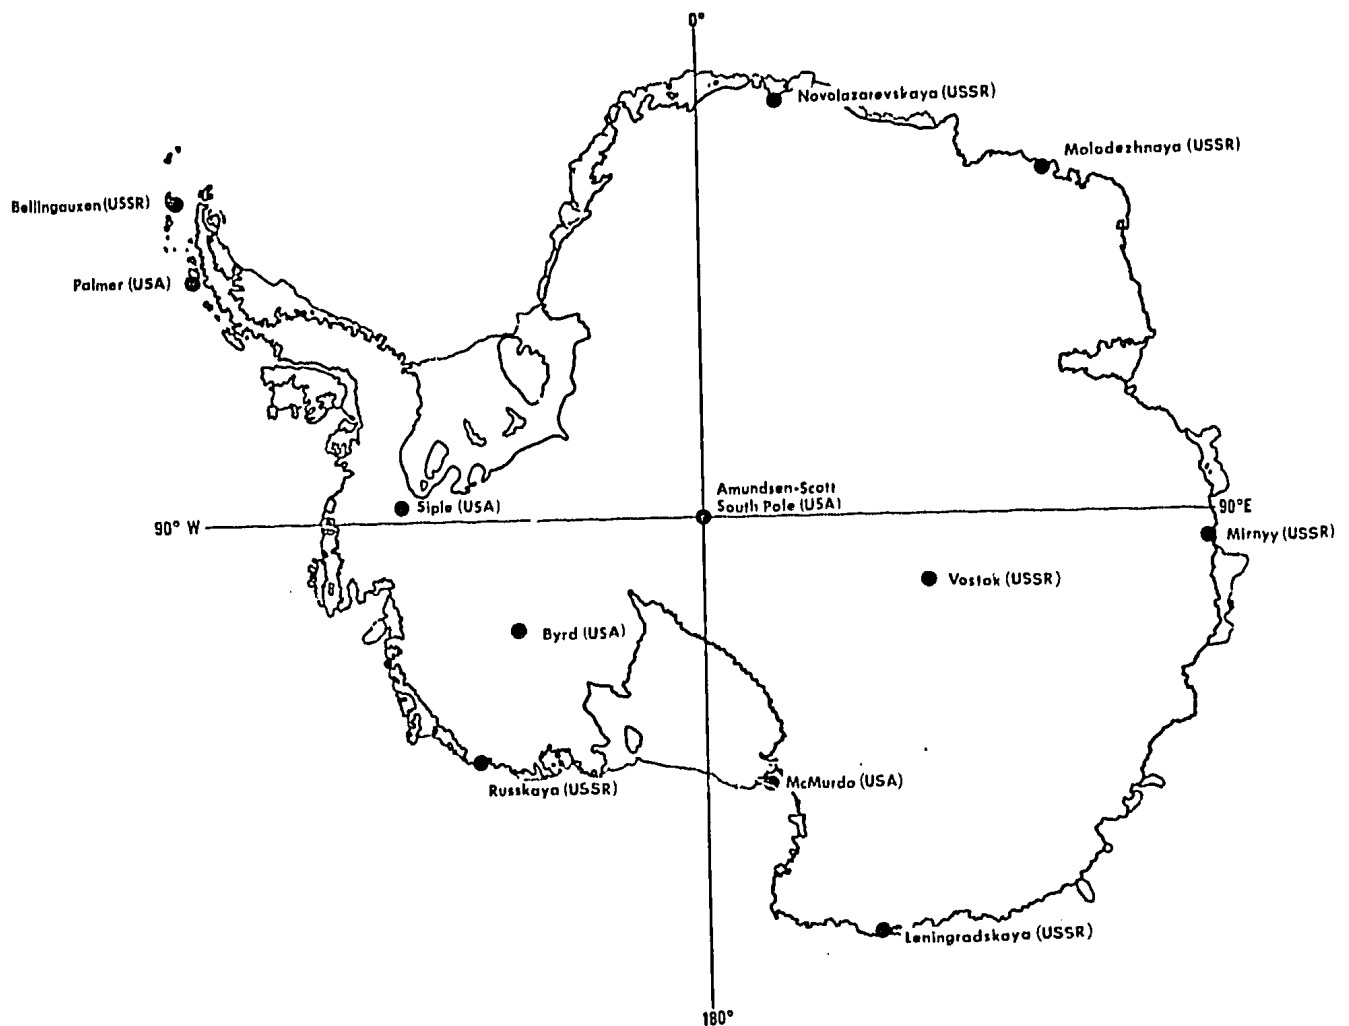 0°
Novolazarevskaya (USSR)
Molodezhnaya (USSR)
Bellingauzen (USSR)
Palmer (USA)
Amundsen-Scott
South Pole (USA)
Siple (USA)
90° W
90°E
Mirnyy (USSR)
Vostok (USSR)
Byrd (USA)
McMurdo (USA)
Russkaya (USSR)
Leningradskaya (USSR)
180°